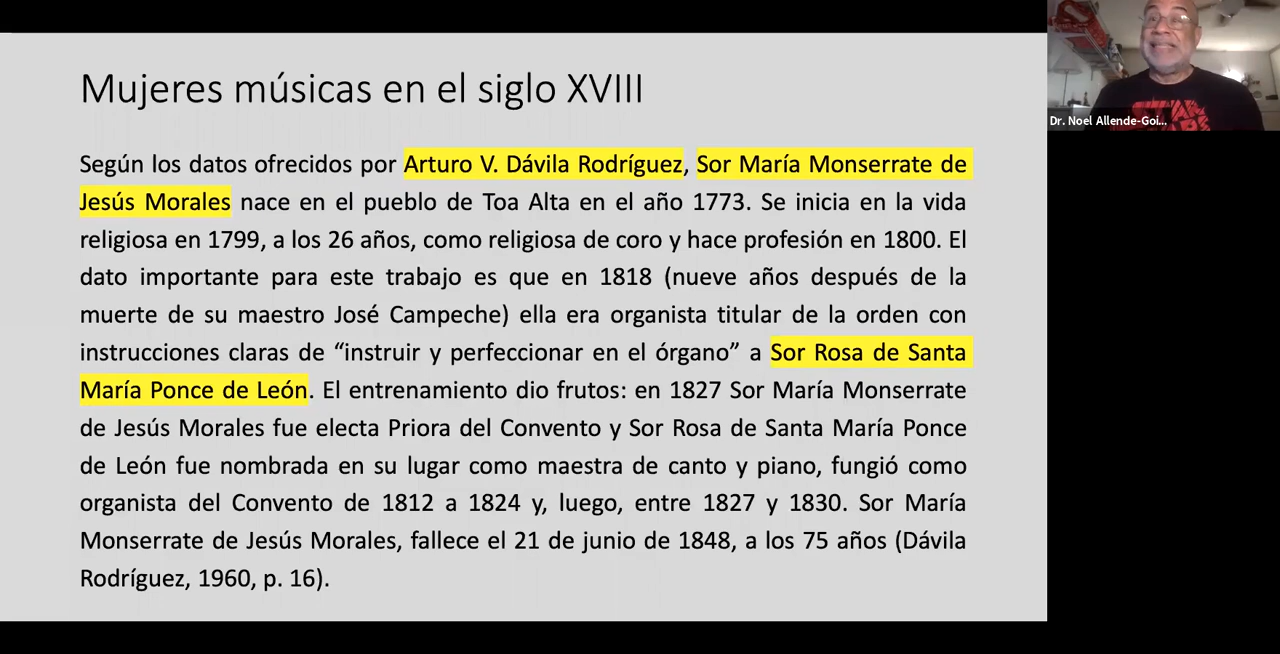 Mujeres músicas en el siglo XVIII
Según los datos ofrecidos por Arturo V. Dávila Rodríguez, Sor María Monserrate de
Jesús Morales nace en el pueblo de Toa Alta en el año 1773. Se inicia en la vida
religiosa en 1799, a los 26 años, como religiosa de coro y hace profesión en 1800. El
dato importante para este trabajo es que en 1818 (nueve años después de la
muerte de su maestro José Campeche) ella era organista titular de la orden con
instrucciones claras de “instruir y perfeccionar en el órgano” a Sor Rosa de Santa
María Ponce de León. El entrenamiento dio frutos: en 1827 Sor María Monserrate
de Jesús Morales fue electa Priora del Convento y Sor Rosa de Santa María Ponce
de León fue nombrada en su lugar como maestra de canto y piano, fungió como
organista del Convento de 1812 a 1824 y, luego, entre 1827 y 1830. Sor María
Monserrate de Jesús Morales, fallece el 21 de junio de 1848, a los 75 años (Dávila
Rodríguez, 1960, p. 16).
Dr. Noel Allende-Goi...